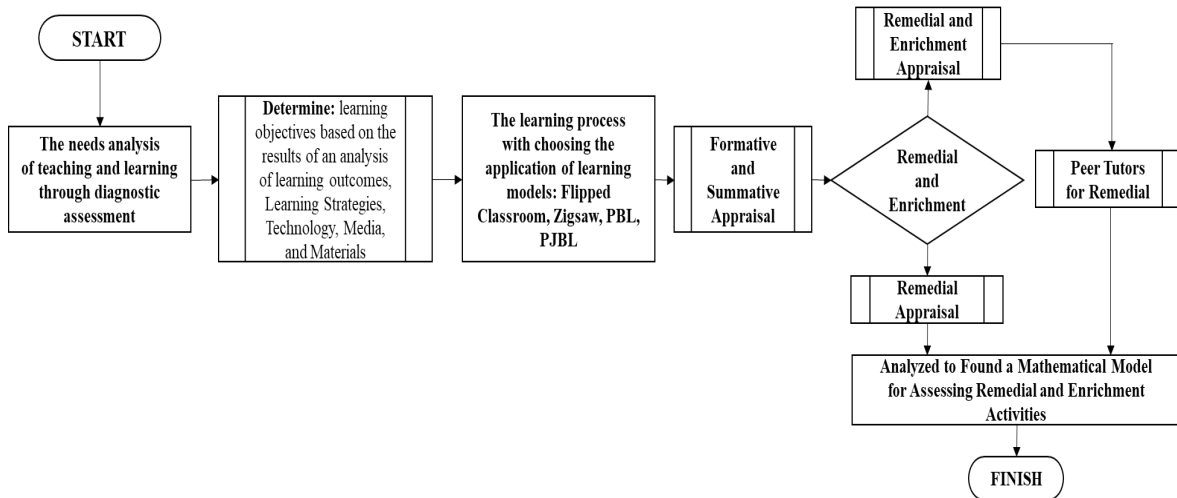 START
The needs analysis
of teaching and learning
through diagnostic
assessment
Determine: learning
objectives based on the
results of an analysis
of learning outcomes,
Learning Strategies,
Technology, Media,
and Materials
The learning process
with choosing the
application of learning
models: Flipped
Classroom, Zigsaw, PBL,
PJBL
Formative
and
Summative
Appraisal
Remedial
and
Enrichment
Remedial and
Enrichment
Appraisal
Peer Tutors
for Remedial
Remedial
Appraisal
Analyzed to Found a Mathematical Model
for Assessing Remedial and Enrichment
Activities
FINISH